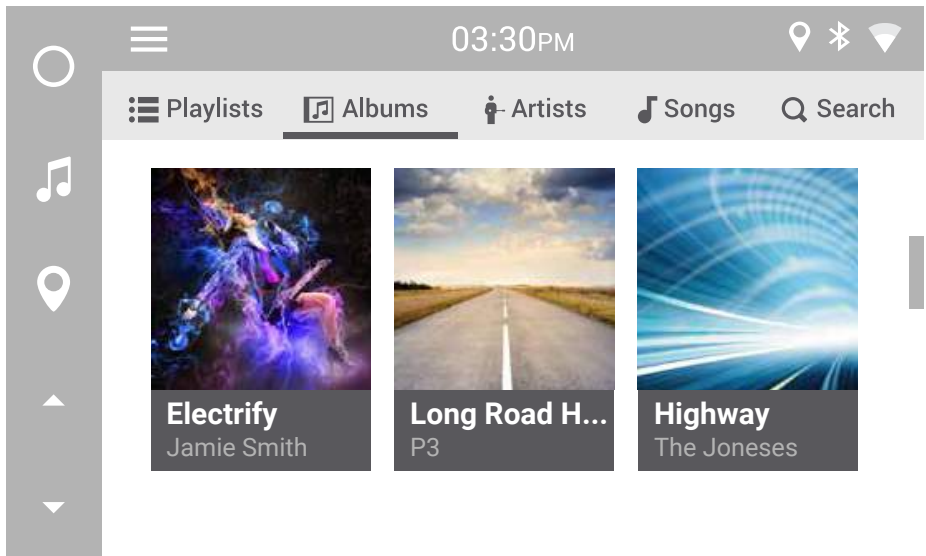 03:30PM
Playlists
Albums
Artists
Songs
Search
Electrify
Jamie Smith
Long Road H...
P3
Highway
The Joneses